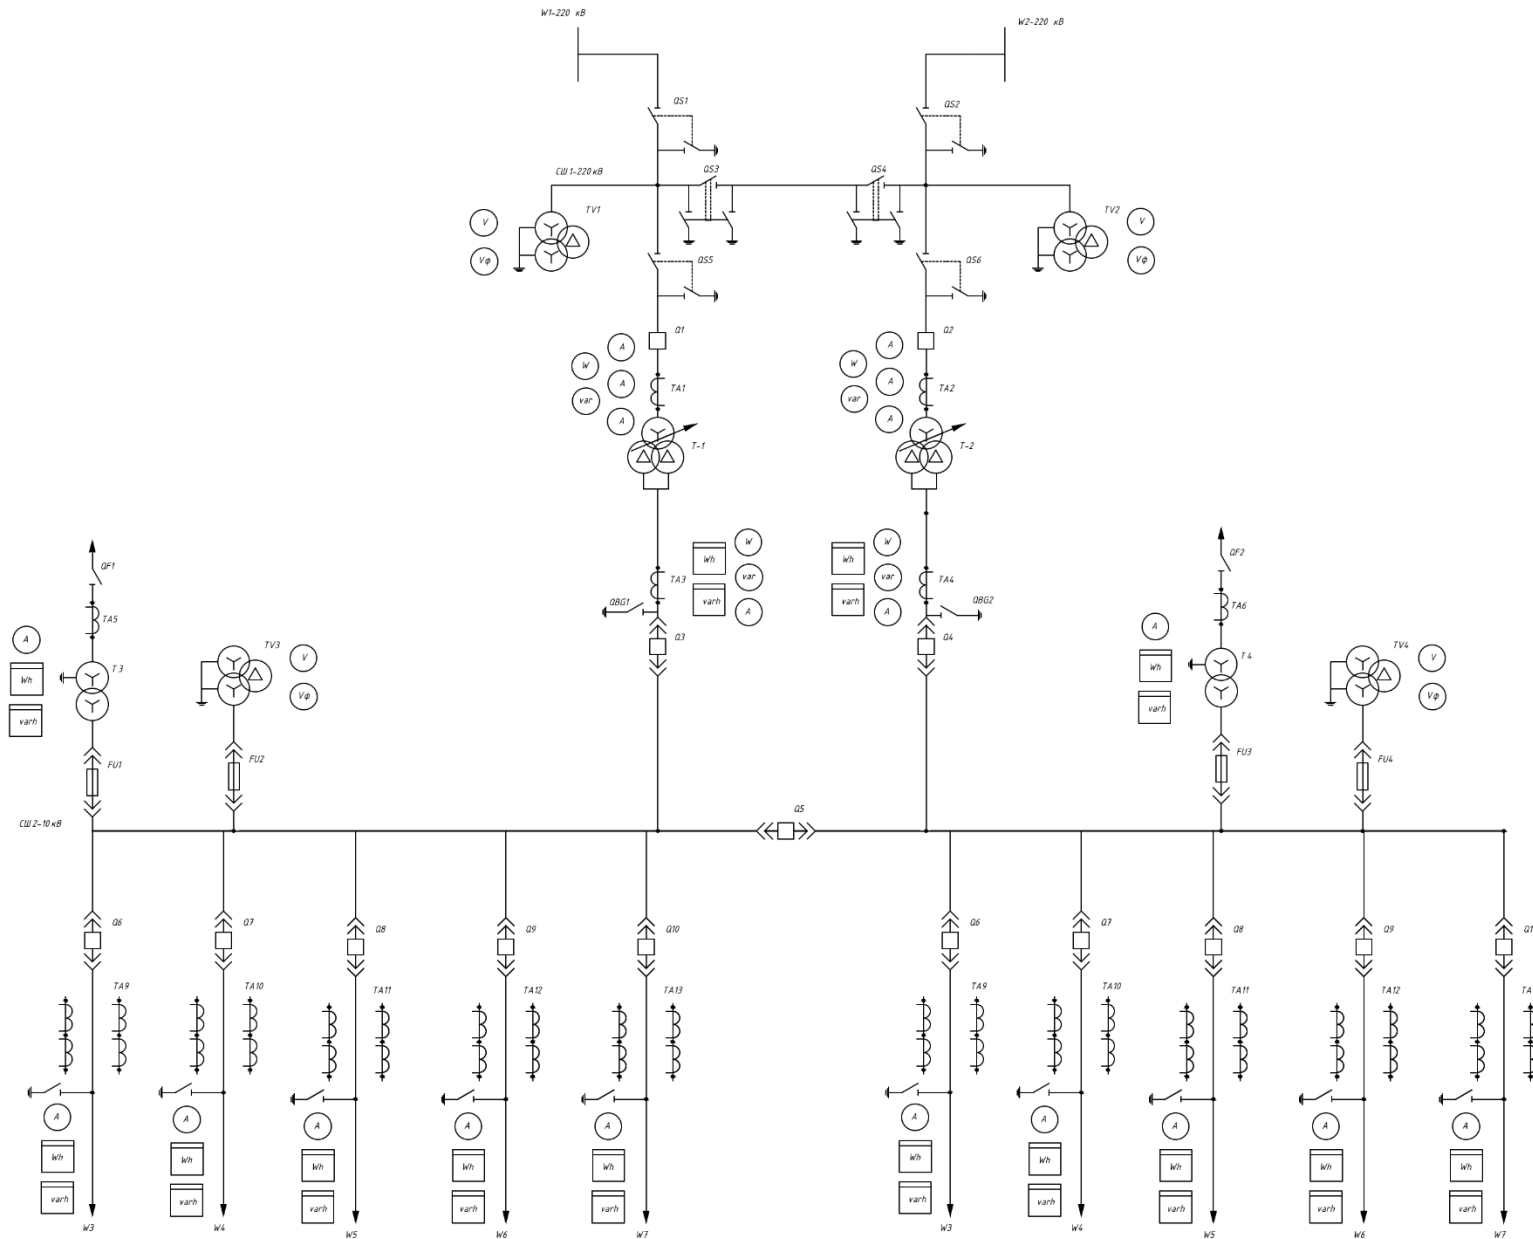 W1-220 кВ
W2-220 кВ
QS1
QS2
СШ 1-220 кВ
QS3
QS4
V
TV1
TV2
V
Vф
Vф
QS5
QS6
Q1
Q2
A
A
W
W
A
A
TA1
TA2
var
var
A
A
T-1
T-2
W
W
QF1
QF2
Wh
Wh
TA3
var
var
TA4
QBG1
varh
varh
QBG2
A
A
TA5
TA6
A
A
Q3
Q4
TV3
TV4
V
V
T3
T4
Wh
Wh
Vф
Vф
varh
varh
FU1
FU2
FU3
FU4
Q5
СШ 2-10 кВ
Q6
Q7
Q8
Q9
Q10
Q6
Q7
Q8
Q9
Q1
TA9
TA10
TA11
TA12
TA13
TA9
TA10
TA11
TA12
TA
A
A
A
A
A
A
A
A
A
A
Wh
Wh
Wh
Wh
Wh
Wh
Wh
Wh
Wh
Wh
varh
varh
varh
varh
varh
varh
varh
varh
varh
varh
W3
W4
W5
W6
W7
W3
W4
W5
W6
W7